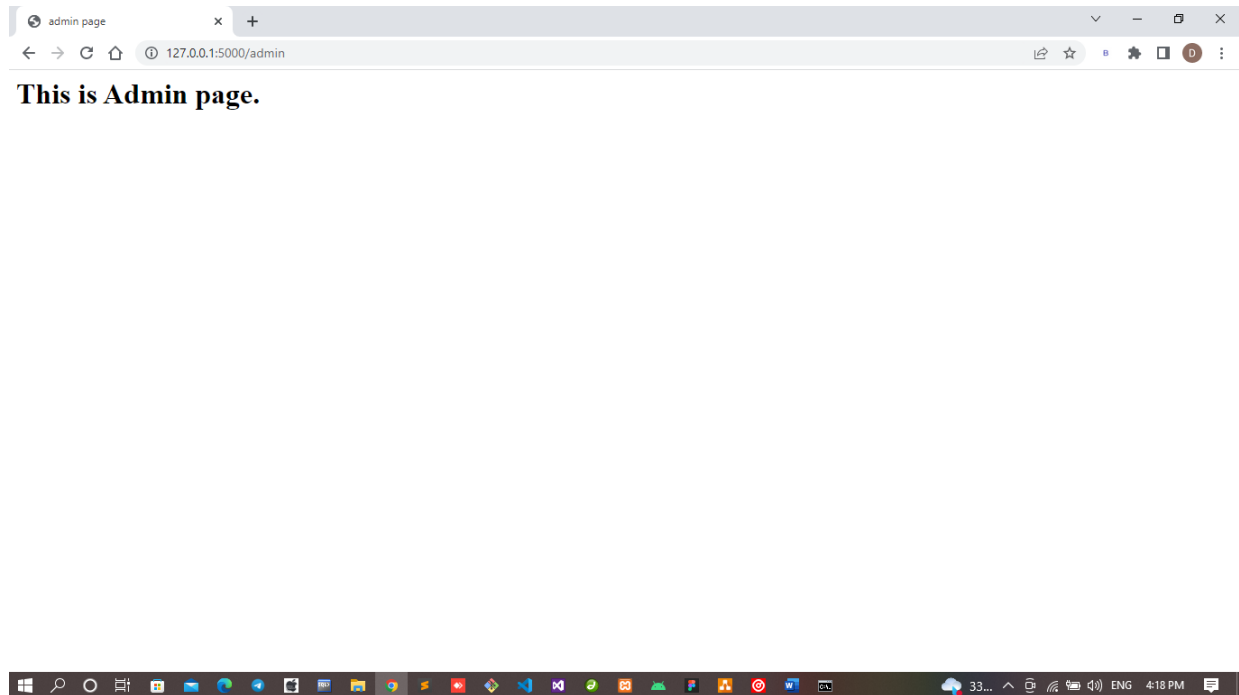 admin page
127.0.0.1:5000/admin
B
D
This is Admin page.
33... ENG 4:18 PM